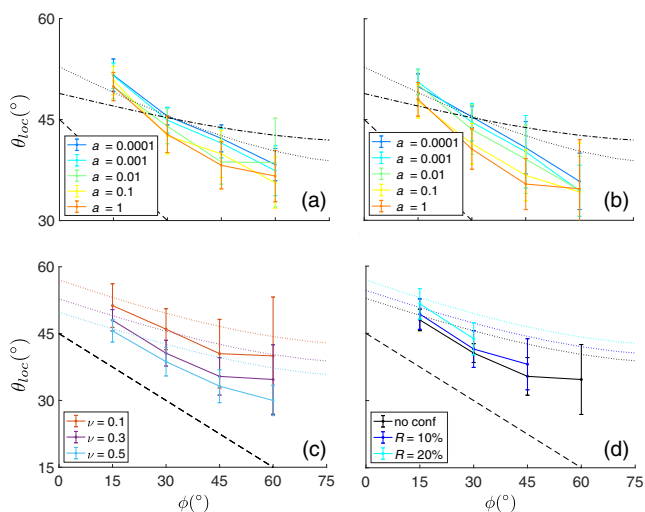 60
45
30
θ_loc(°)
a = 0.0001
a = 0.001
a = 0.01
a = 0.1
a = 1
(a)
a = 0.0001
a = 0.001
a = 0.01
a = 0.1
a = 1
(b)
60
45
30
15
θ_loc(°)
ν = 0.1
ν = 0.3
ν = 0.5
(c)
0 15 30 45 60 75
ϕ(°)
no conf
R = 10%
R = 20%
(d)
0 15 30 45 60 75
ϕ(°)